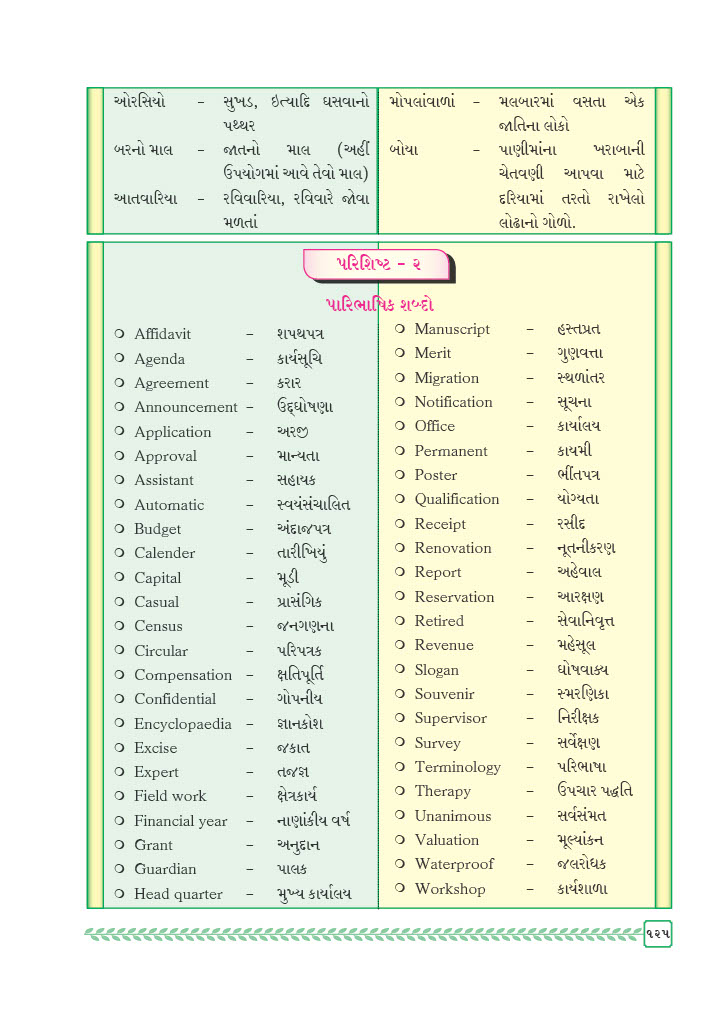 ઓરસિયો – સુખડ, ઇત્યાદિ ઘસવાનો
પથ્થર
બરનો માલ – જાતનો માલ (અહીં
ઉપયોગમાં આવે તેવો માલ)
આતવારિયા – રવિવારિયા, રવિવારે જોવા
મળતાં
મોપલાંવાળાં – મલબારમાં વસતા એક
જાતિના લોકો
બોયા – પાણીમાંના ખરાબાની
ચેતવણી આપવા માટે
દરિયામાં તરતો રાખેલો
લોઢાનો ગોળો.
પરિશિષ્ટ – ૨
પારિભાષિક શબ્દો
❍ Affidavit – શપથપત્ર
❍ Agenda – કાર્યસૂચિ
❍ Agreement – કરાર
❍ Announcement – ઉદ્ઘોષણા
❍ Application – અરજી
❍ Approval – માન્યતા
❍ Assistant – સહાયક
❍ Automatic – સ્વયંસંચાલિત
❍ Budget – અંદાજપત્ર
❍ Calender – તારીખિયું
❍ Capital – મૂડી
❍ Casual – પ્રાસંગિક
❍ Census – જનગણના
❍ Circular – પરિપત્રક
❍ Compensation – ક્ષતિપૂર્તિ
❍ Confidential – ગોપનીય
❍ Encyclopaedia – જ્ઞાનકોશ
❍ Excise – જકાત
❍ Expert – તજજ્ઞ
❍ Field work – ક્ષેત્રકાર્ય
❍ Financial year – નાણાંકીય વર્ષ
❍ Grant – અનુદાન
❍ Guardian – પાલક
❍ Head quarter – મુખ્ય કાર્યાલય
❍ Manuscript – હસ્તપ્રત
❍ Merit – ગુણવત્તા
❍ Migration – સ્થળાંતર
❍ Notification – સૂચના
❍ Office – કાર્યાલય
❍ Permanent – કાયમી
❍ Poster – ભીંતપત્ર
❍ Qualification – યોગ્યતા
❍ Receipt – રસીદ
❍ Renovation – નૂતનીકરણ
❍ Report – અહેવાલ
❍ Reservation – આરક્ષણ
❍ Retired – સેવાનિવૃત્ત
❍ Revenue – મહેસૂલ
❍ Slogan – ઘોષવાક્ય
❍ Souvenir – સ્મરણિકા
❍ Supervisor – નિરીક્ષક
❍ Survey – સર્વેક્ષણ
❍ Terminology – પરિભાષા
❍ Therapy – ઉપચાર પદ્ધતિ
❍ Unanimous – સર્વસંમત
❍ Valuation – મૂલ્યાંકન
❍ Waterproof – જલરોધક
❍ Workshop – કાર્યશાળા
૧૨૫